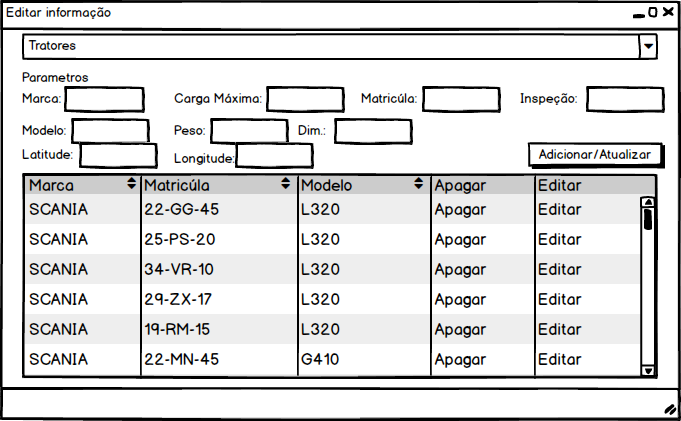 Editar informação
Tratores
Parametros
Marca: Carga Máxima: Matricúla: Inspeção:
Modelo: Peso: Dim.:
Latitude: Longitude: Adicionar/Atualizar
Marca Matricúla Modelo Apagar Editar
SCANIA 22-GG-45 L320 Apagar Editar
SCANIA 25-PS-20 L320 Apagar Editar
SCANIA 34-VR-10 L320 Apagar Editar
SCANIA 29-ZX-17 L320 Apagar Editar
SCANIA 19-RM-15 L320 Apagar Editar
SCANIA 22-MN-45 G410 Apagar Editar